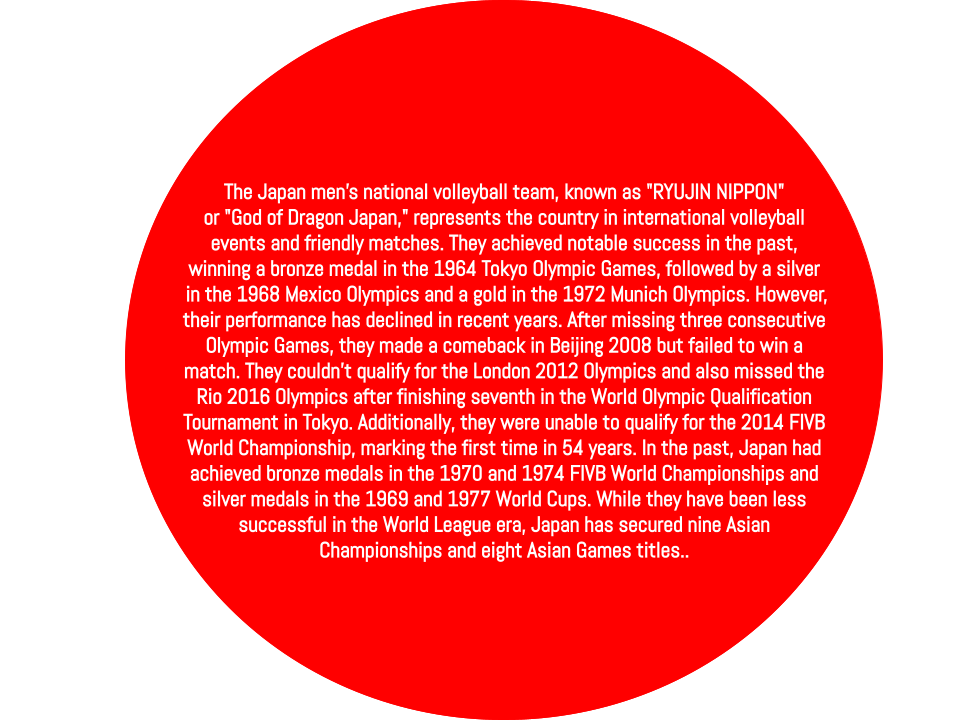 The Japan men's national volleyball team, known as "RYUJIN NIPPON"
or "God of Dragon Japan," represents the country in international volleyball
events and friendly matches. They achieved notable success in the past,
winning a bronze medal in the 1964 Tokyo Olympic Games, followed by a silver
in the 1968 Mexico Olympics and a gold in the 1972 Munich Olympics. However,
their performance has declined in recent years. After missing three consecutive
Olympic Games, they made a comeback in Beijing 2008 but failed to win a
match. They couldn't qualify for the London 2012 Olympics and also missed the
Rio 2016 Olympics after finishing seventh in the World Olympic Qualification
Tournament in Tokyo. Additionally, they were unable to qualify for the 2014 FIVB
World Championship, marking the first time in 54 years. In the past, Japan had
achieved bronze medals in the 1970 and 1974 FIVB World Championships and
silver medals in the 1969 and 1977 World Cups. While they have been less
successful in the World League era, Japan has secured nine Asian
Championships and eight Asian Games titles..